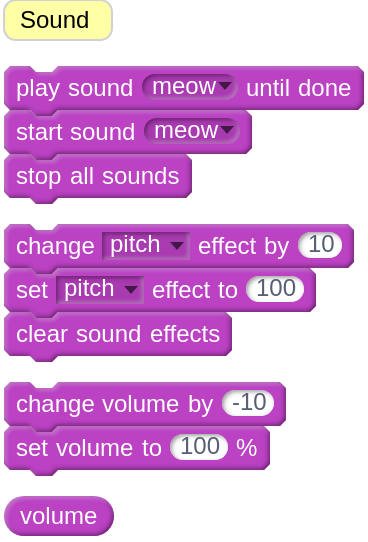 Sound
play sound meow until done
start sound meow
stop all sounds
change pitch effect by 10
set pitch effect to 100
clear sound effects
change volume by -10
set volume to 100 %
volume